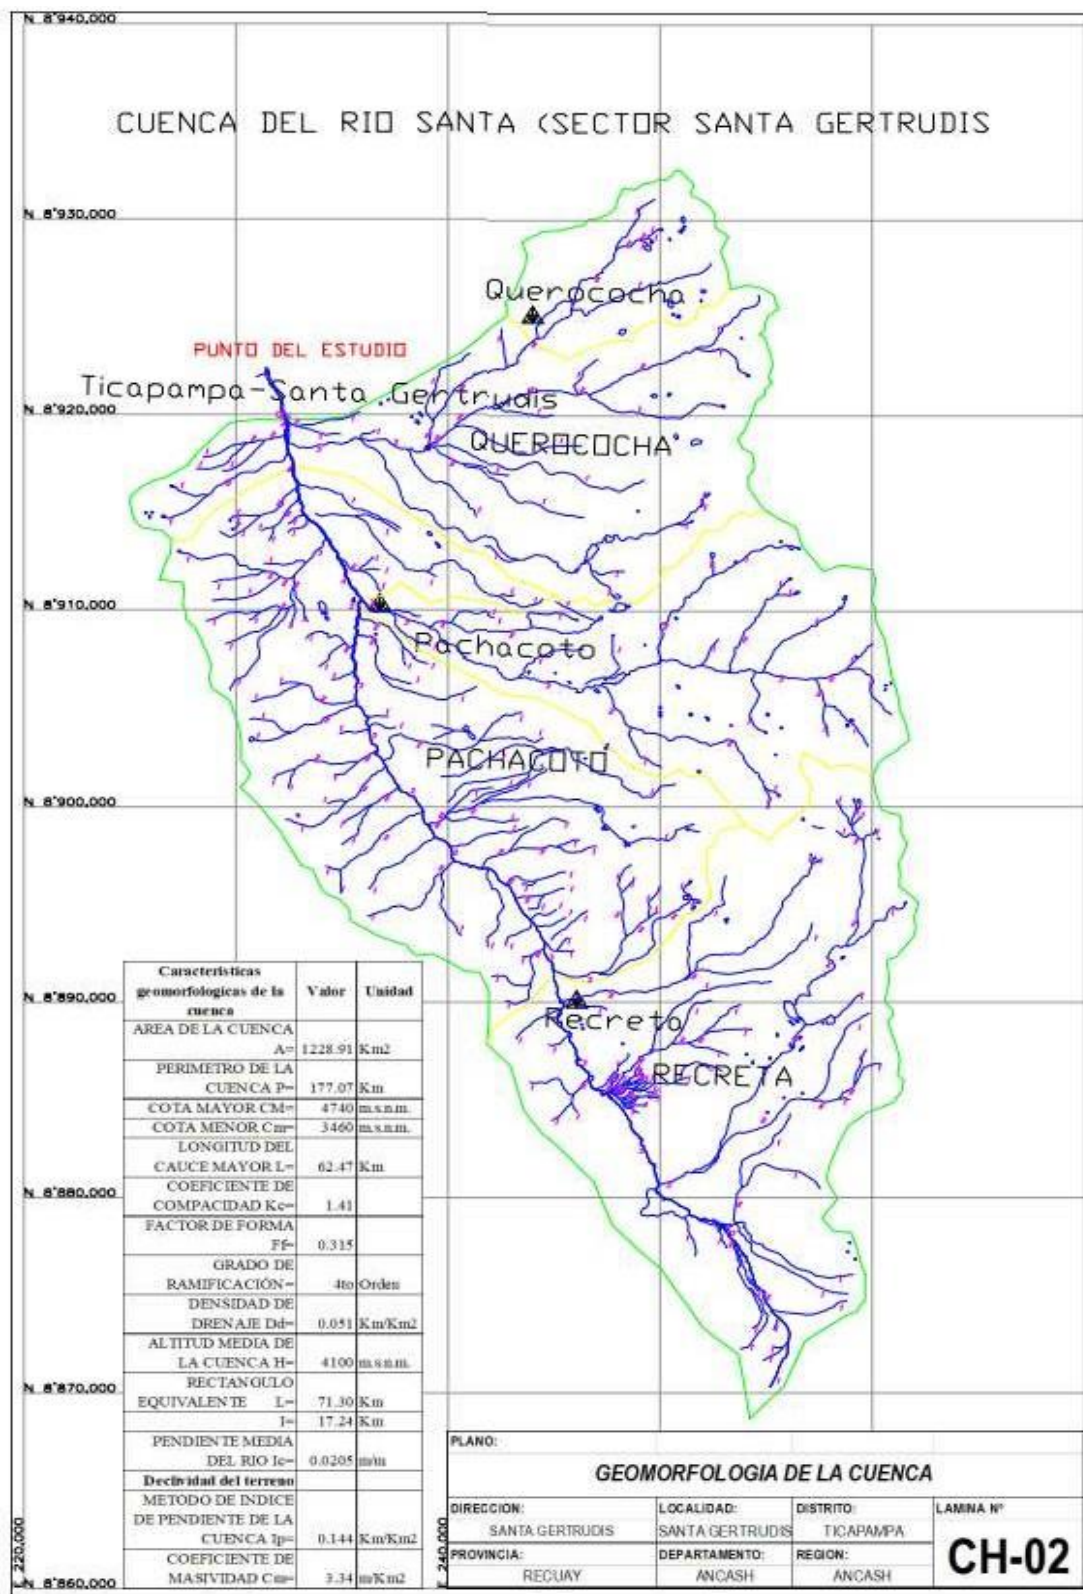 N 8'940,000
CUENCA DEL RIO SANTA (SECTOR SANTA GERTRUDIS
N 8'930,000
Querococha
PUNTO DEL ESTUDIO
Ticapampa-Santa Gertrudis
N 8'920,000
QUEROCOCHA
N 8'910,000
Pachacoto
PACHACOTO
N 8'900,000
N 8'890,000
Recreta
RECRETA
N 8'880,000
N 8'870,000
N 8'860,000
E 220,000
E 240,000
Caracteristicas
geomorfologicas de la
cuenca
Valor
Unidad
AREA DE LA CUENCA
A= 1228.91 Km2
PERIMETRO DE LA
CUENCA P= 177.07 Km
COTA MAYOR CM= 4740 m.s.n.m.
COTA MENOR Cm= 3460 m.s.n.m.
LONGITUD DEL
CAUCE MAYOR L= 62.47 Km
COEFICIENTE DE
COMPACIDAD Kc= 1.41
FACTOR DE FORMA
Ff= 0.315
GRADO DE
RAMIFICACIÓN= 4to Orden
DENSIDAD DE
DRENAJE Dd= 0.051 Km/Km2
ALTITUD MEDIA DE
LA CUENCA H= 4100 m.s.n.m.
RECTANGULO
EQUIVALENTE L= 71.30 Km
I= 17.24 Km
PENDIENTE MEDIA
DEL RIO Ic= 0.0205 m/m
Declividad del terreno
METODO DE INDICE
DE PENDIENTE DE LA
CUENCA Ip= 0.144 Km/Km2
COEFICIENTE DE
MASIVIDAD Cm= 3.34 m/Km2
PLANO:
GEOMORFOLOGIA DE LA CUENCA
DIRECCION:
SANTA GERTRUDIS
LOCALIDAD:
SANTA GERTRUDIS
DISTRITO:
TICAPAMPA
LAMINA Nº
CH-02
PROVINCIA:
RECUAY
DEPARTAMENTO:
ANCASH
REGION:
ANCASH